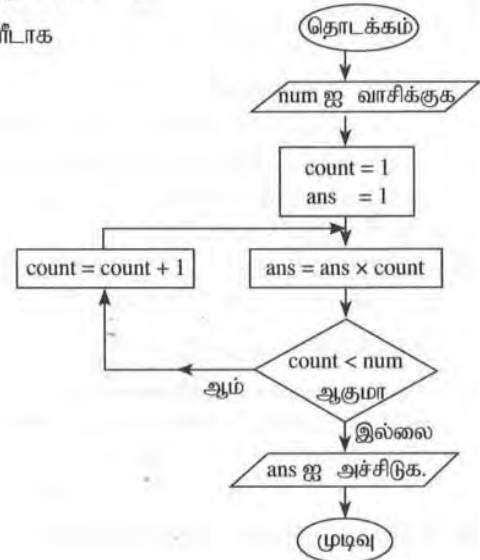 தொடக்கம்
num ஐ வாசிக்குக
count = 1
ans = 1
count = count + 1
ans = ans × count
count < num
ஆகுமா
ஆம்
இல்லை
ans ஐ அச்சிடுக.
முடிவு